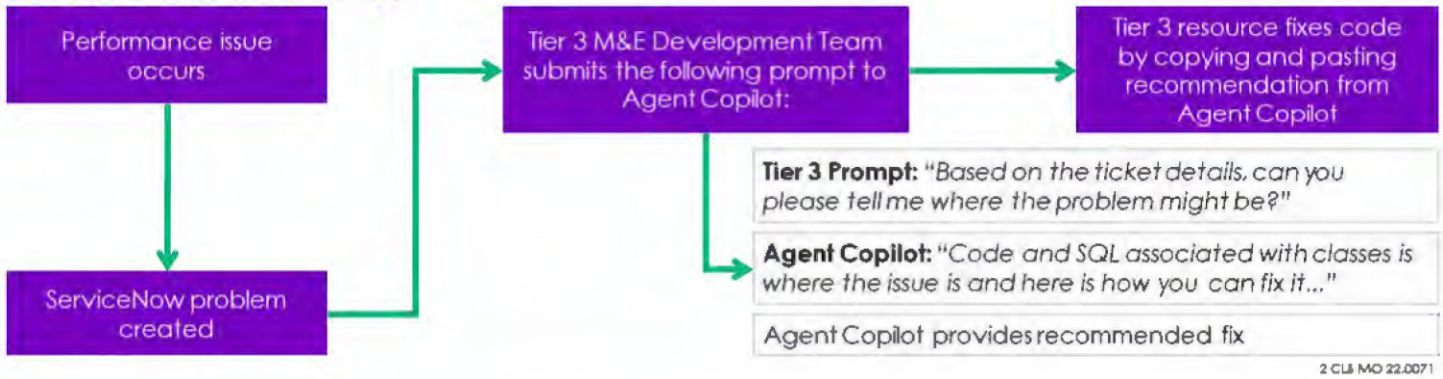 Performance issue
occurs
ServiceNow problem
created
Tier 3 M&E Development Team
submits the following prompt to
Agent Copilot:
Tier 3 Prompt: "Based on the ticket details, can you
please tell me where the problem might be?"
Agent Copilot: "Code and SQL associated with classes is
where the issue is and here is how you can fix it..."
Agent Copilot provides recommended fix
Tier 3 resource fixes code
by copying and pasting
recommendation from
Agent Copilot
MO 22.0071